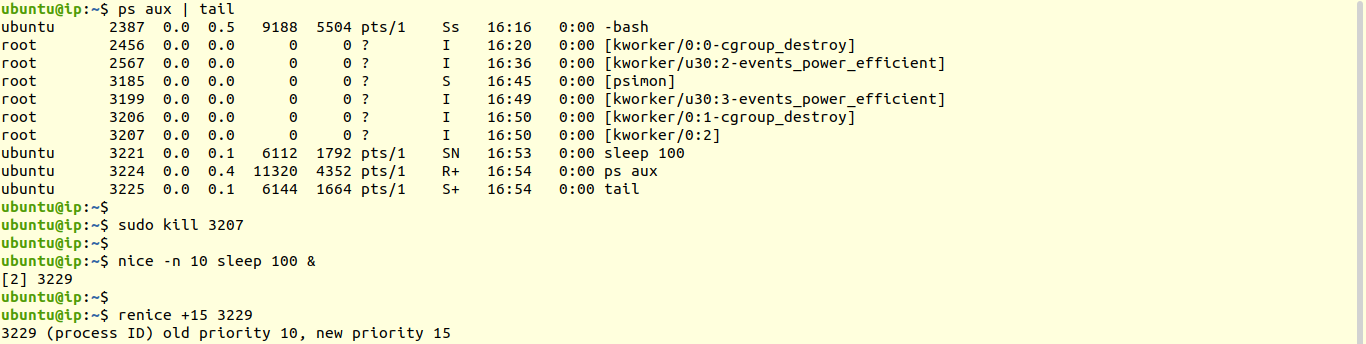 ubuntu@ip:~$ ps aux | tail
ubuntu      2387  0.0  0.5   9188  5504 pts/1    Ss   16:16   0:00 -bash
root        2456  0.0  0.0      0     0 ?        I    16:20   0:00 [kworker/0:0-cgroup_destroy]
root        2567  0.0  0.0      0     0 ?        I    16:36   0:00 [kworker/u30:2-events_power_efficient]
root        3185  0.0  0.0      0     0 ?        S    16:45   0:00 [psimon]
root        3199  0.0  0.0      0     0 ?        I    16:49   0:00 [kworker/u30:3-events_power_efficient]
root        3206  0.0  0.0      0     0 ?        I    16:50   0:00 [kworker/0:1-cgroup_destroy]
root        3207  0.0  0.0      0     0 ?        I    16:50   0:00 [kworker/0:2]
ubuntu      3221  0.0  0.1   6112  1792 pts/1    SN   16:53   0:00 sleep 100
ubuntu      3224  0.0  0.4  11320  4352 pts/1    R+   16:54   0:00 ps aux
ubuntu      3225  0.0  0.1   6144  1664 pts/1    S+   16:54   0:00 tail
ubuntu@ip:~$
ubuntu@ip:~$ sudo kill 3207
ubuntu@ip:~$
ubuntu@ip:~$ nice -n 10 sleep 100 &
[2] 3229
ubuntu@ip:~$
ubuntu@ip:~$ renice +15 3229
3229 (process ID) old priority 10, new priority 15